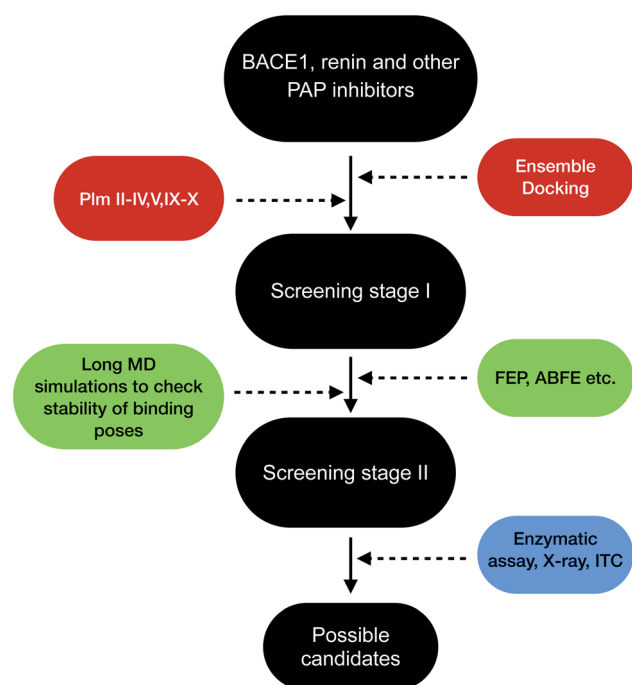 BACE1, renin and other
PAP inhibitors
Ensemble
Docking
Plm II-IV,V,IX-X
Screening stage I
Long MD
simulations to check
stability of binding
poses
FEP, ABFE etc.
Screening stage II
Enzymatic
assay, X-ray, ITC
Possible
candidates